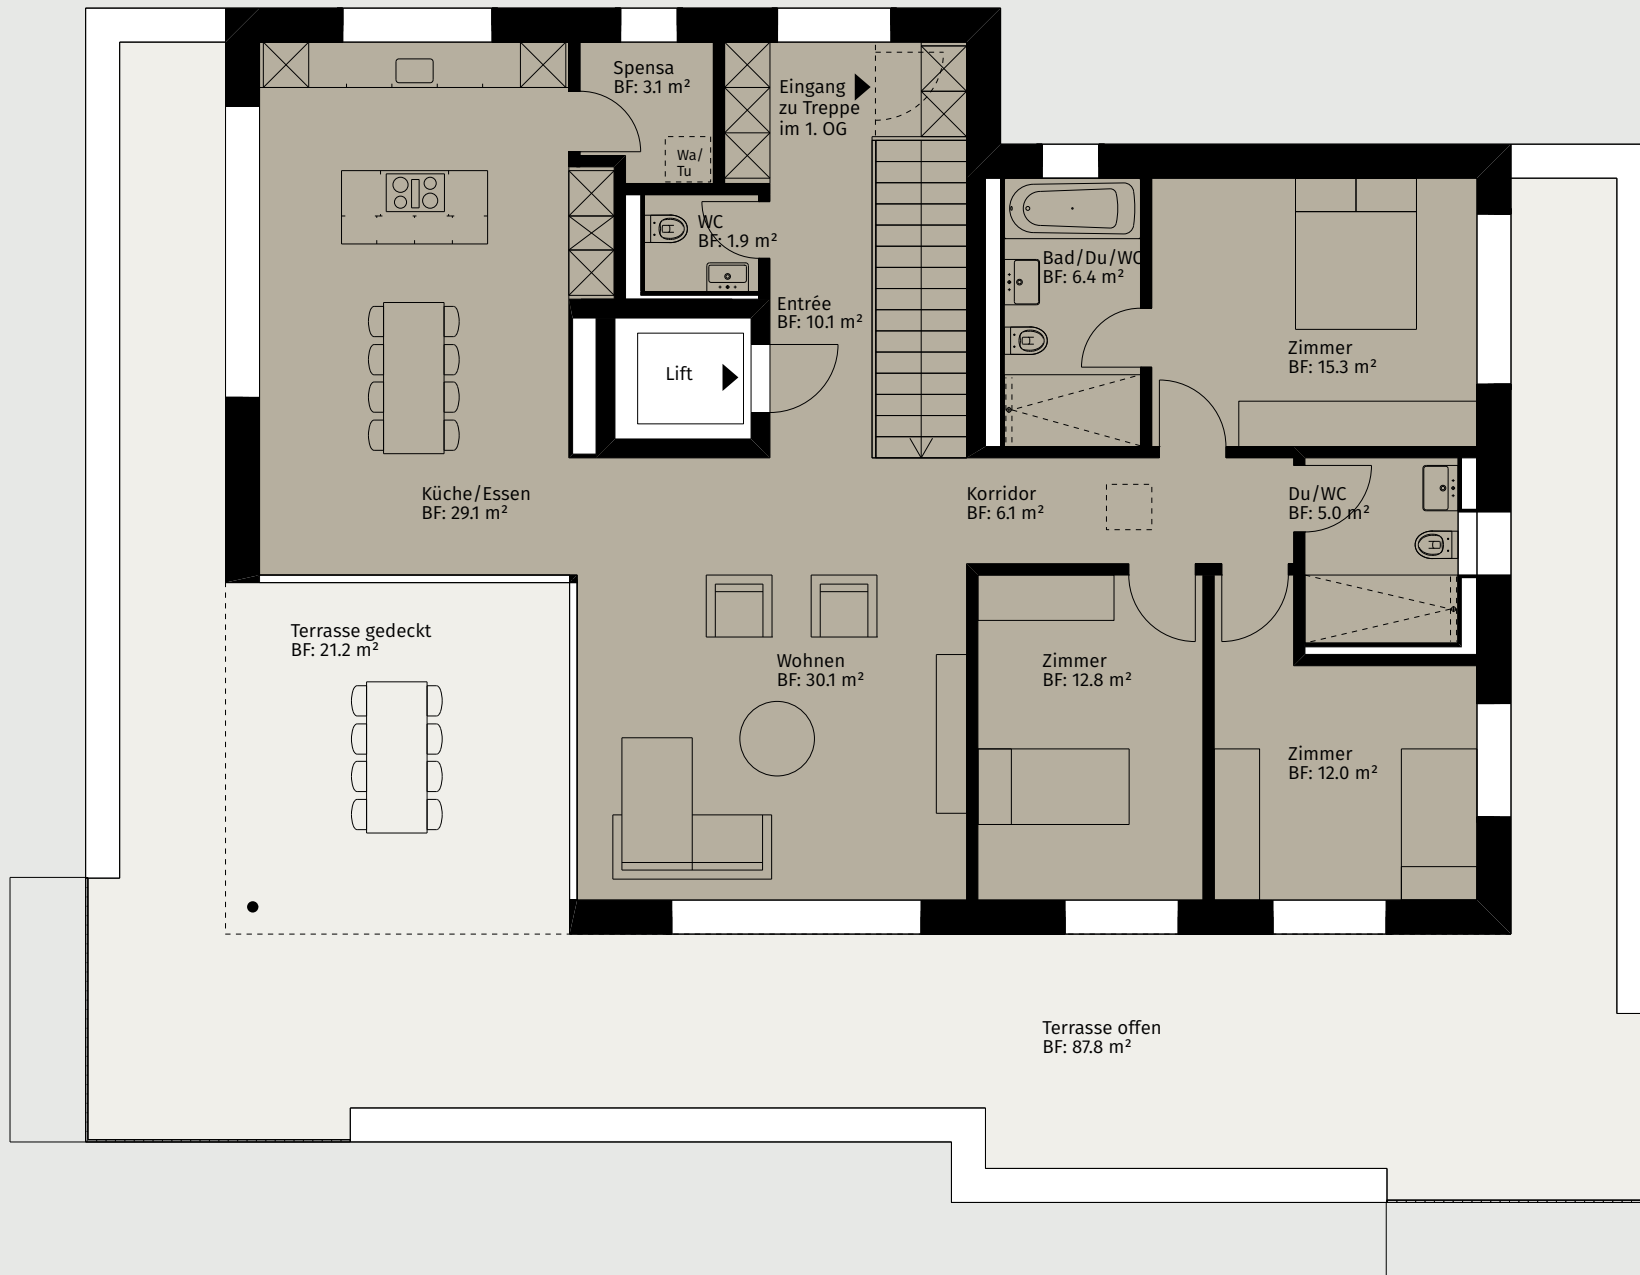 Spensa
BF: 3.1 m²
Eingang
zu Treppe
im 1. OG
Wa/
Tu
WC
BF: 1.9 m²
Bad/Du/WC
BF: 6.4 m²
Entrée
BF: 10.1 m²
Zimmer
BF: 15.3 m²
Lift
Küche/Essen
BF: 29.1 m²
Korridor
BF: 6.1 m²
Du/WC
BF: 5.0 m²
Terrasse gedeckt
BF: 21.2 m²
Wohnen
BF: 30.1 m²
Zimmer
BF: 12.8 m²
Zimmer
BF: 12.0 m²
Terrasse offen
BF: 87.8 m²